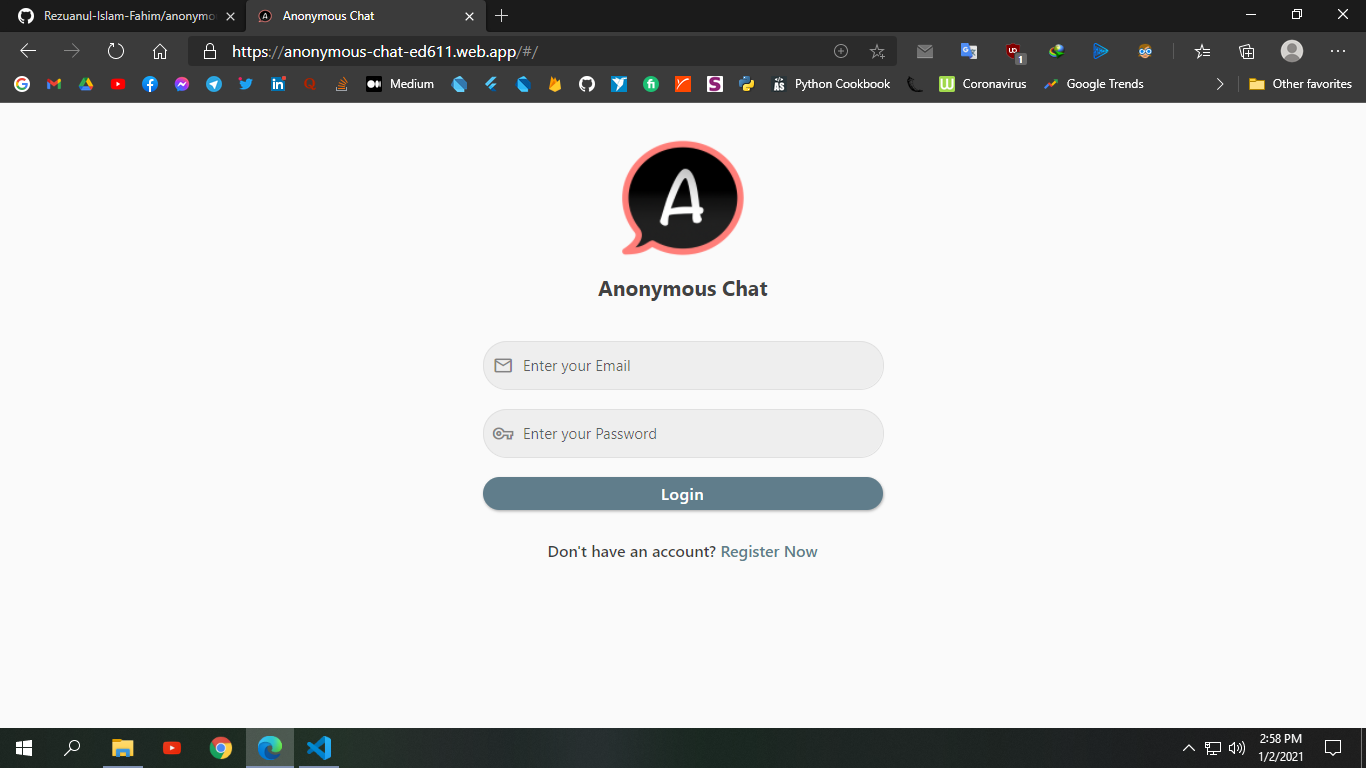 Rezuanul-Islam-Fahim/anonymo
Anonymous Chat
https://anonymous-chat-ed611.web.app/#/
1
Medium
Python Cookbook
Coronavirus
Google Trends
Other favorites
A
Anonymous Chat
Enter your Email
Enter your Password
Login
Don't have an account? Register Now
2:58 PM
1/2/2021